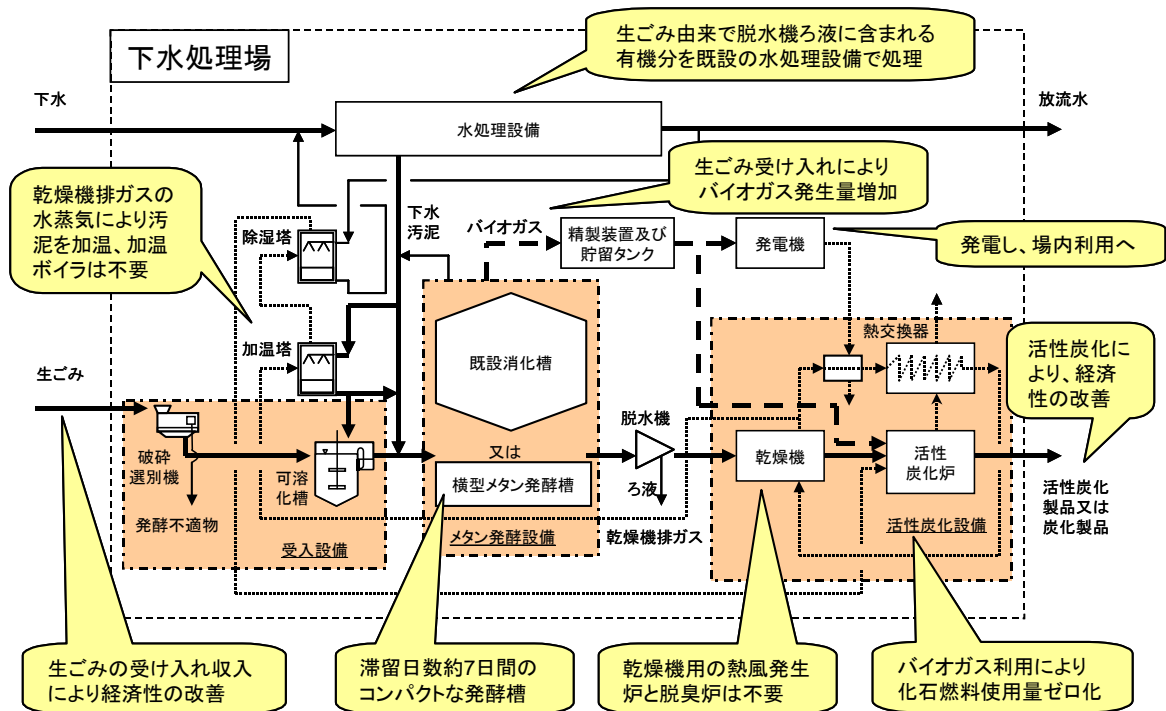 生ごみ由来で脱水機ろ液に含まれる
有機分を既設の水処理設備で処理
下水処理場
下水
放流水
水処理設備
生ごみ受け入れにより
バイオガス発生量増加
乾燥機排ガスの
水蒸気により汚
泥を加温、加温
ボイラは不要
下水
汚泥
バイオガス
精製装置及び
貯留タンク
発電機
発電し、場内利用へ
除湿塔
熱交換器
加温塔
既設消化槽
活性炭化に
より、経済
性の改善
生ごみ
脱水機
破砕
選別機
可溶
化槽
又は
乾燥機
活性
炭化炉
横型メタン発酵槽
ろ液
発酵不適物
受入設備
メタン発酵設備
乾燥機排ガス
活性炭化設備
活性炭化
製品又は
炭化製品
生ごみの受け入れ収入
により経済性の改善
滞留日数約7日間の
コンパクトな発酵槽
乾燥機用の熱風発生
炉と脱臭炉は不要
バイオガス利用により
化石燃料使用量ゼロ化